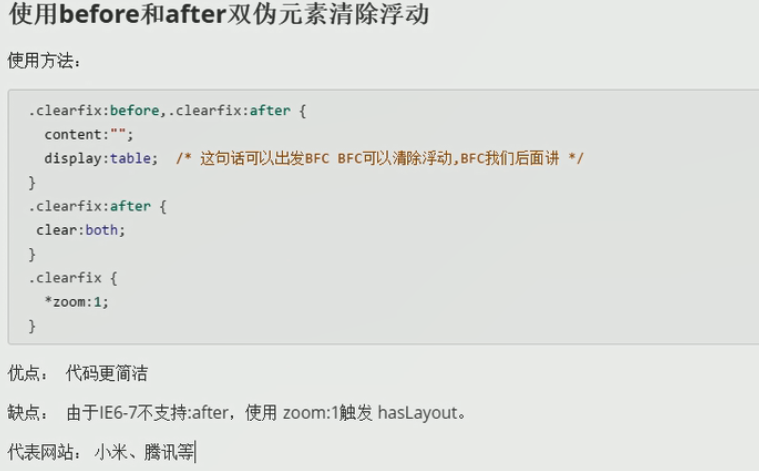 使用before和after双伪元素清除浮动
使用方法：
.clearfix:before,.clearfix:after {
  content:"";
  display:table;  /* 这句话可以出发BFC BFC可以清除浮动,BFC我们后面讲 */
}
.clearfix:after {
 clear:both;
}
.clearfix {
  *zoom:1;
}
优点： 代码更简洁
缺点： 由于IE6-7不支持:after，使用 zoom:1触发 hasLayout。
代表网站： 小米、腾讯等